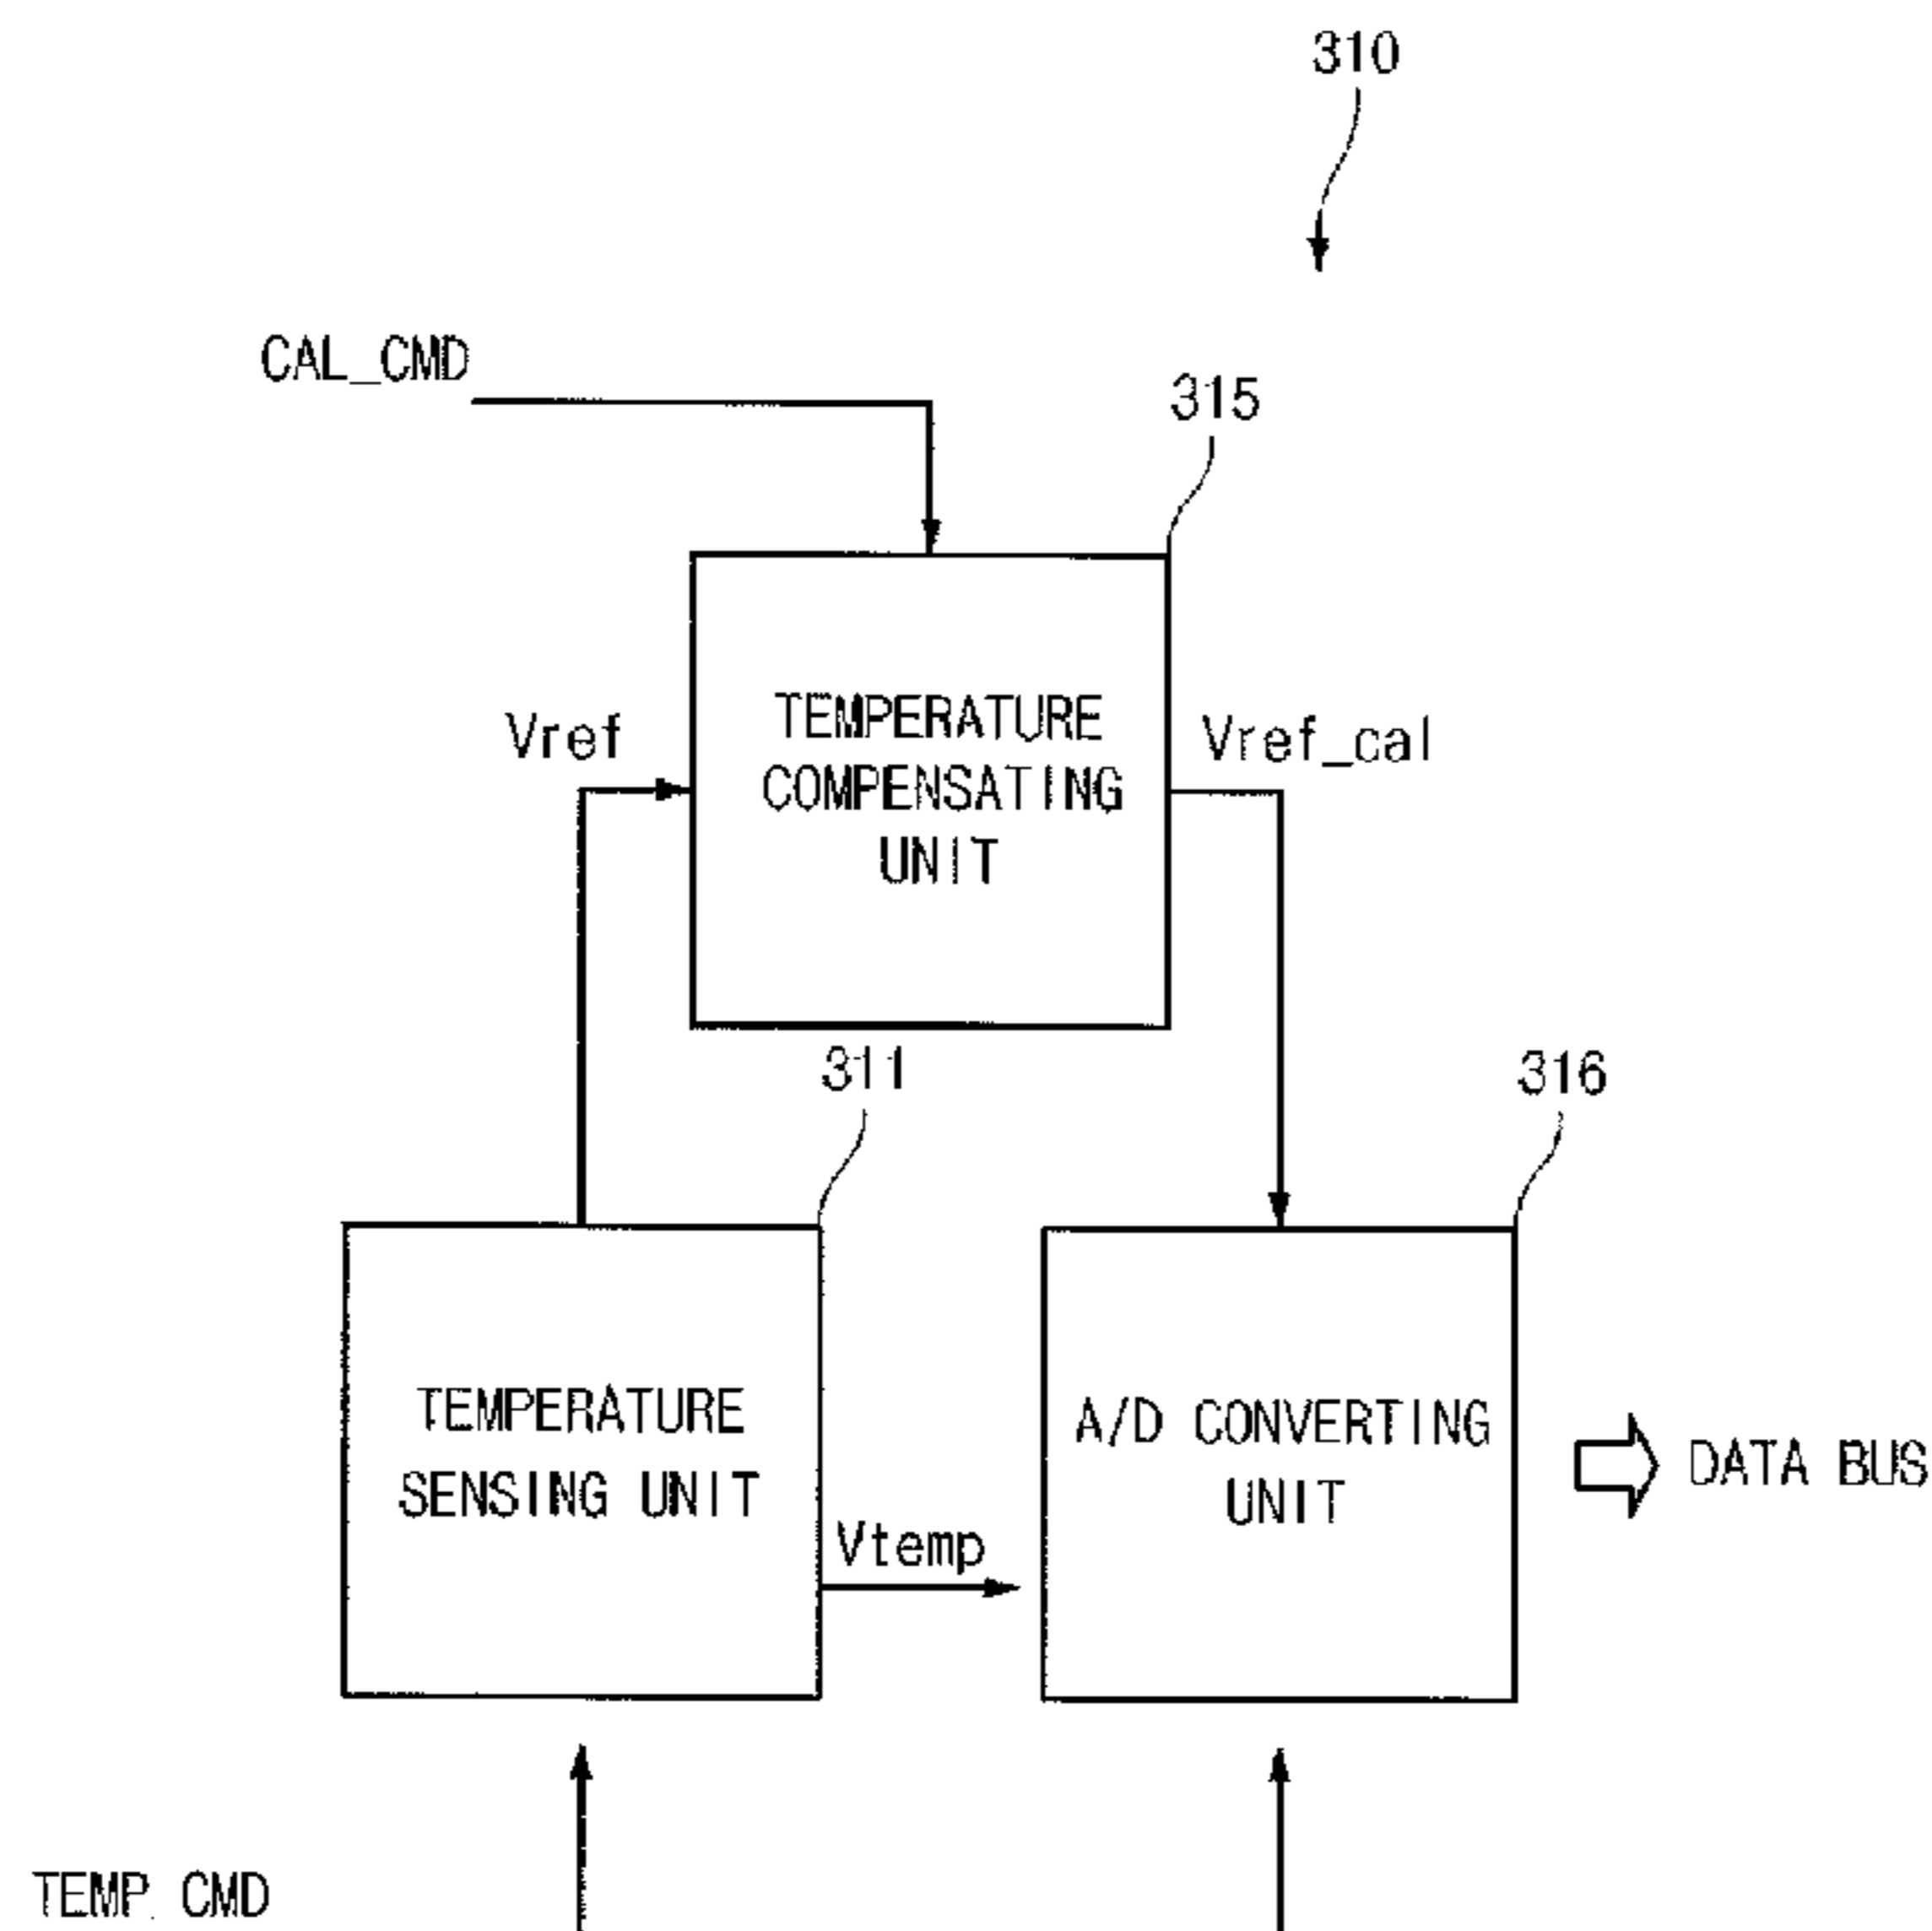 310
CAL_CMD
315
Vref
TEMPERATURE
COMPENSATING
UNIT
Vref_cal
311
316
TEMPERATURE
SENSING UNIT
A/D CONVERTING
UNIT
DATA BUS
Vtemp
TEMP CMD